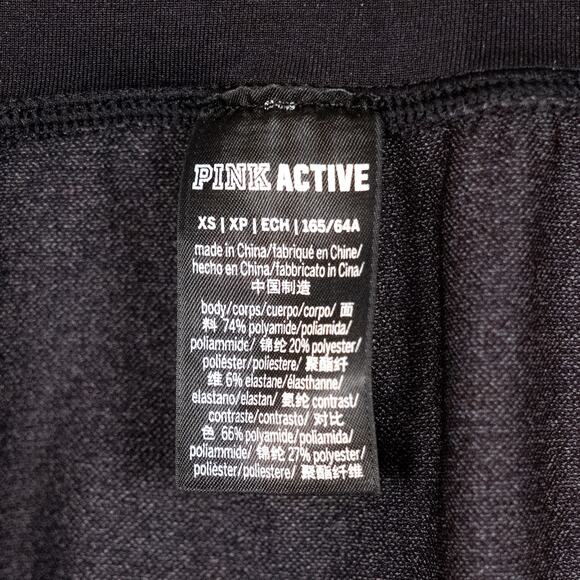 PINK ACTIVE
XS | XP | ECH | 165/64A
made in China/fabriqué en Chine/
hecho en China/fabbricato in Cina/
中国制造
body/corps/cuerpo/corpo/ 面
料 74% polyamide/poliamida/
poliammide/ 锦纶 20% polyester/
poliéster/poliestere/ 聚酯纤
维 6% elastane/élasthanne/
elastano/elastan/ 氨纶 contrast/
contraste/contrasto/ 对比
色 66% polyamide/poliamida/
poliammide/ 锦纶 27% polyester/
poliéster/poliestere/ 聚酯纤维